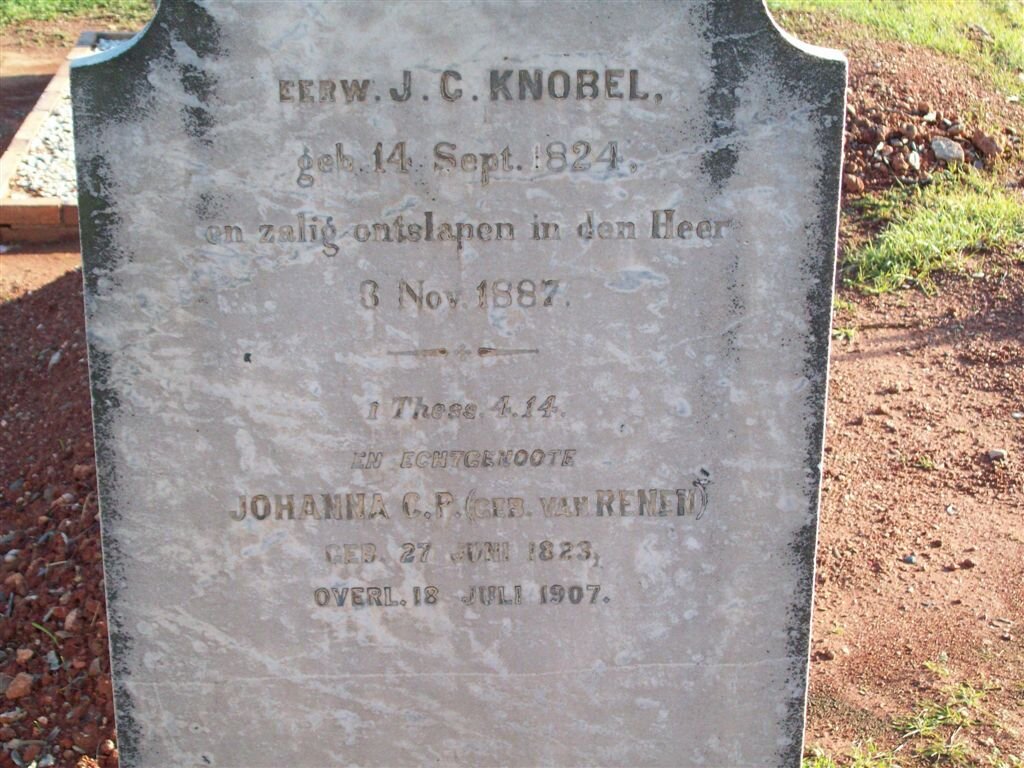 EERW. J. C. KNOBEL,
geb. 14 Sept. 1824,
en zalig ontslapen in den Heer
8 Nov. 1887.
1 Thess. 4.14.
EN ECHTGENOOTE
JOHANNA C. P. (GEB. VAN RENEN)
GEB. 27 JUNI 1823,
OVERL. 18 JULI 1907.